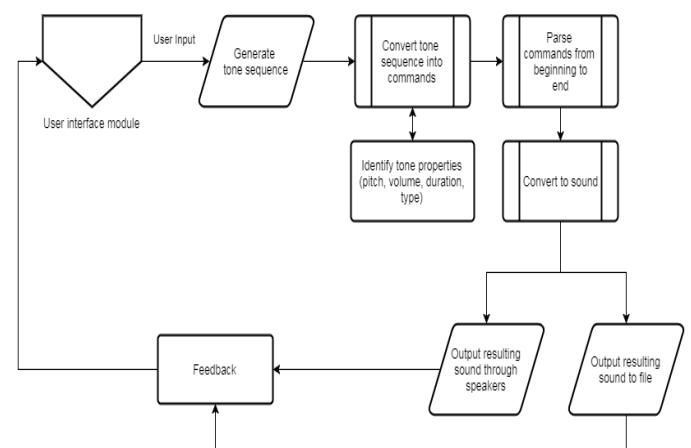 User Input
Generate
tone sequence
Convert tone
sequence into
commands
Parse
commands from
beginning to
end
User interface module
Identify tone properties
(pitch, volume, duration,
type)
Convert to sound
Output resulting
sound through
speakers
Output resulting
sound to file
Feedback